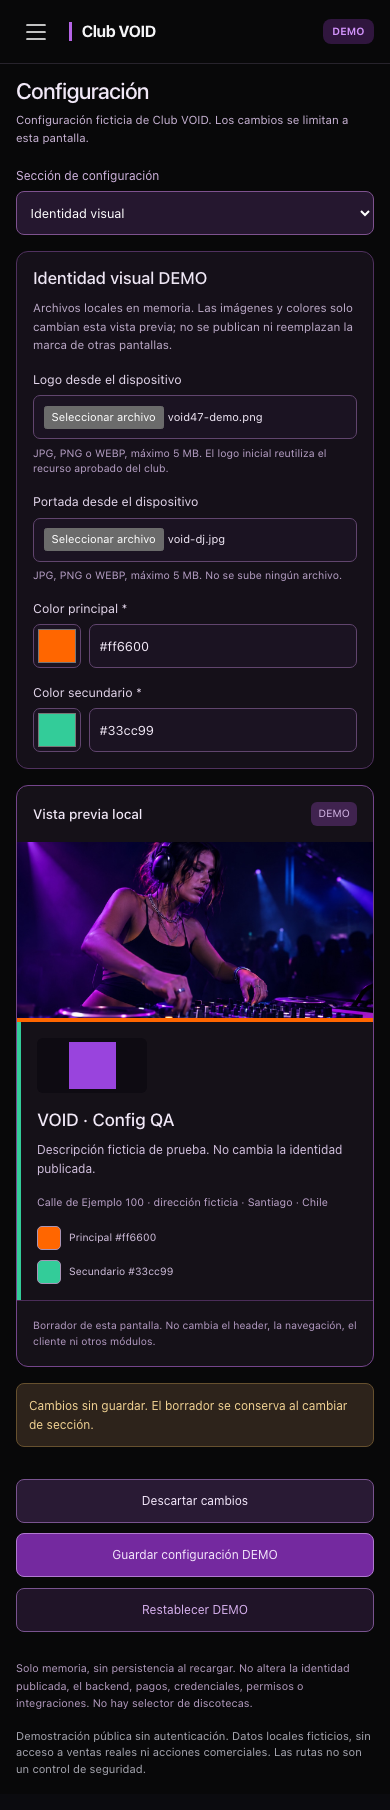 Club VOID
DEMO
Configuración
Configuración ficticia de Club VOID. Los cambios se limitan a
esta pantalla.
Sección de configuración
Identidad visual
Identidad visual DEMO
Archivos locales en memoria. Las imágenes y colores solo
cambian esta vista previa; no se publican ni reemplazan la
marca de otras pantallas.
Logo desde el dispositivo
Seleccionar archivo void47-demo.png
JPG, PNG o WEBP, máximo 5 MB. El logo inicial reutiliza el
recurso aprobado del club.
Portada desde el dispositivo
Seleccionar archivo void-dj.jpg
JPG, PNG o WEBP, máximo 5 MB. No se sube ningún archivo.
Color principal *
#ff6600
Color secundario *
#33cc99
Vista previa local
DEMO
VOID · Config QA
Descripción ficticia de prueba. No cambia la identidad
publicada.
Calle de Ejemplo 100 · dirección ficticia · Santiago · Chile
Principal #ff6600
Secundario #33cc99
Borrador de esta pantalla. No cambia el header, la navegación, el
cliente ni otros módulos.
Cambios sin guardar. El borrador se conserva al cambiar
de sección.
Descartar cambios
Guardar configuración DEMO
Restablecer DEMO
Solo memoria, sin persistencia al recargar. No altera la identidad
publicada, el backend, pagos, credenciales, permisos o
integraciones. No hay selector de discotecas.
Demostración pública sin autenticación. Datos locales ficticios, sin
acceso a ventas reales ni acciones comerciales. Las rutas no son
un control de seguridad.